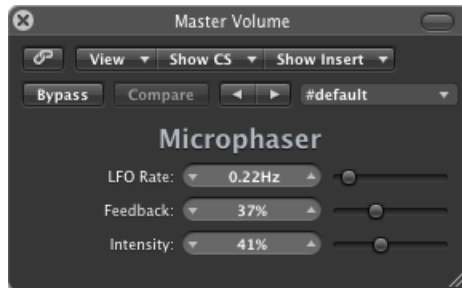 Master Volume
View Show CS Show Insert
Bypass Compare #default
Microphaser
LFO Rate: 0.22Hz
Feedback: 37%
Intensity: 41%